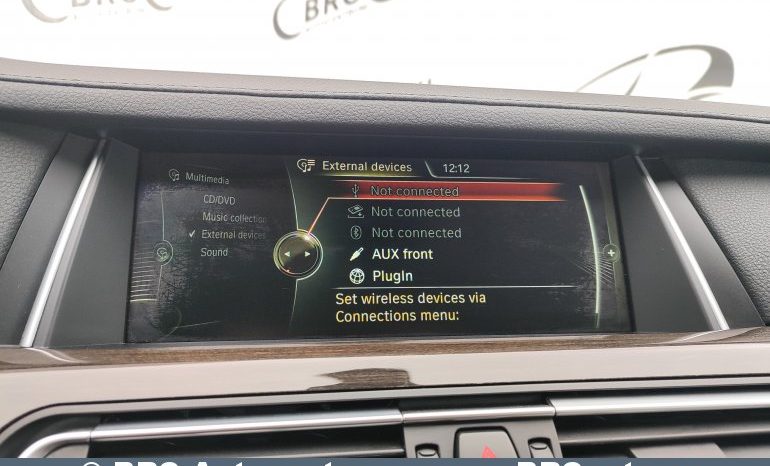 BRC
External devices
12:12
Multimedia
CD/DVD
Music collection
External devices
Sound
Not connected
Not connected
Not connected
AUX front
PlugIn
Set wireless devices via
Connections menu: